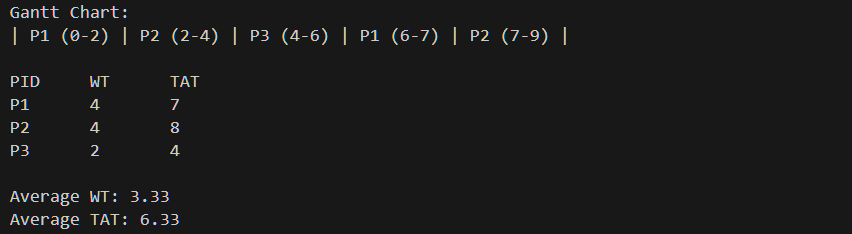 Gantt Chart:
| P1 (0-2) | P2 (2-4) | P3 (4-6) | P1 (6-7) | P2 (7-9) |
PID WT TAT
P1 4 7
P2 4 8
P3 2 4
Average WT: 3.33
Average TAT: 6.33